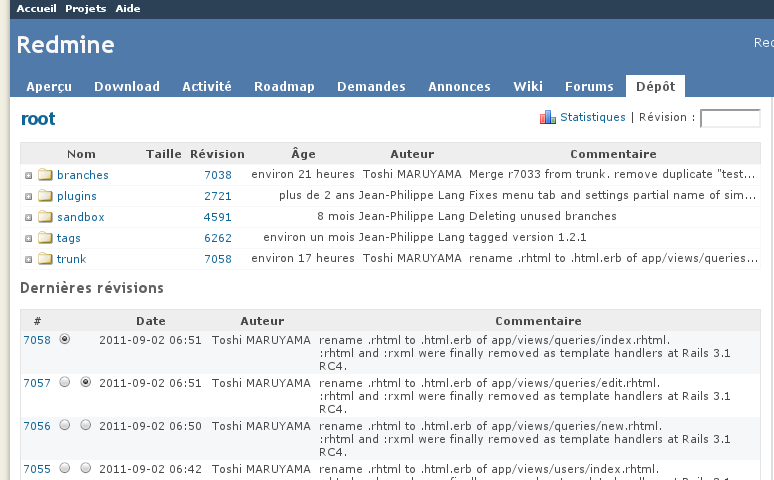 Accueil Projets Aide
Redmine
Rec
Aperçu Download Activité Roadmap Demandes Annonces Wiki Forums Dépôt
root
Statistiques | Révision :
Nom Taille Révision Âge Auteur Commentaire
branches 7038 environ 21 heures Toshi MARUYAMA Merge r7033 from trunk. remove duplicate "test...
plugins 2721 plus de 2 ans Jean-Philippe Lang Fixes menu tab and settings partial name of sim...
sandbox 4591 8 mois Jean-Philippe Lang Deleting unused branches
tags 6262 environ un mois Jean-Philippe Lang tagged version 1.2.1
trunk 7058 environ 17 heures Toshi MARUYAMA rename .rhtml to .html.erb of app/views/queries...
Dernières révisions
# Date Auteur Commentaire
7058 2011-09-02 06:51 Toshi MARUYAMA rename .rhtml to .html.erb of app/views/queries/index.rhtml.
:rhtml and :rxml were finally removed as template handlers at Rails 3.1
RC4.
7057 2011-09-02 06:51 Toshi MARUYAMA rename .rhtml to .html.erb of app/views/queries/edit.rhtml.
:rhtml and :rxml were finally removed as template handlers at Rails 3.1
RC4.
7056 2011-09-02 06:50 Toshi MARUYAMA rename .rhtml to .html.erb of app/views/queries/new.rhtml.
:rhtml and :rxml were finally removed as template handlers at Rails 3.1
RC4.
7055 2011-09-02 06:42 Toshi MARUYAMA rename .rhtml to .html.erb of app/views/users/index.rhtml.